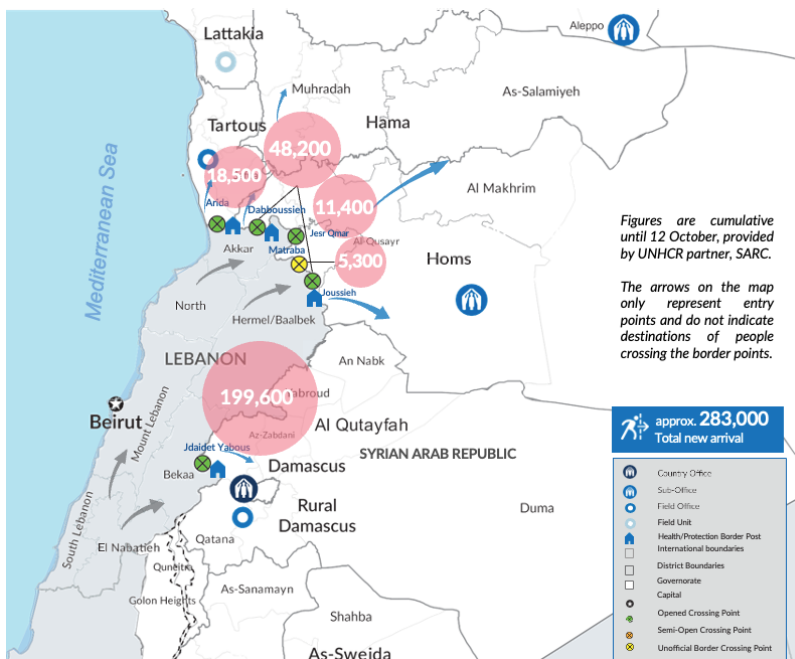 Aleppo
Lattakia
Muhradah
As-Salamiyeh
Tartous
Hama
48,200
18,500
Al Makhrim
Arida
Dabboussieh
11,400
Jesr Qmar
Al Qusayr
Akkar
Matraba
5,300
Homs
Mediterranean Sea
North
Joussieh
Hermel/Baalbek
Figures are cumulative
until 12 October, provided
by UNHCR partner, SARC.
The arrows on the map
only represent entry
points and do not indicate
destinations of people
crossing the border points.
LEBANON
An Nabk
199,600
abroud
Beirut
Mount Lebanon
Al Qutayfah
Az-Zabdani
Jdaidet Yabous
SYRIAN ARAB REPUBLIC
Bekaa
Damascus
Rural
Damascus
Duma
South Lebanon
El Nabatieh
Qatana
Quneitra
Golan Heights
As-Sanamayn
Shahba
As-Sweida
approx. 283,000
Total new arrival
Country Office
Sub-Office
Field Office
Field Unit
Health/Protection Border Post
International boundaries
District Boundaries
Governorate
Capital
Opened Crossing Point
Semi-Open Crossing Point
Unofficial Border Crossing Point